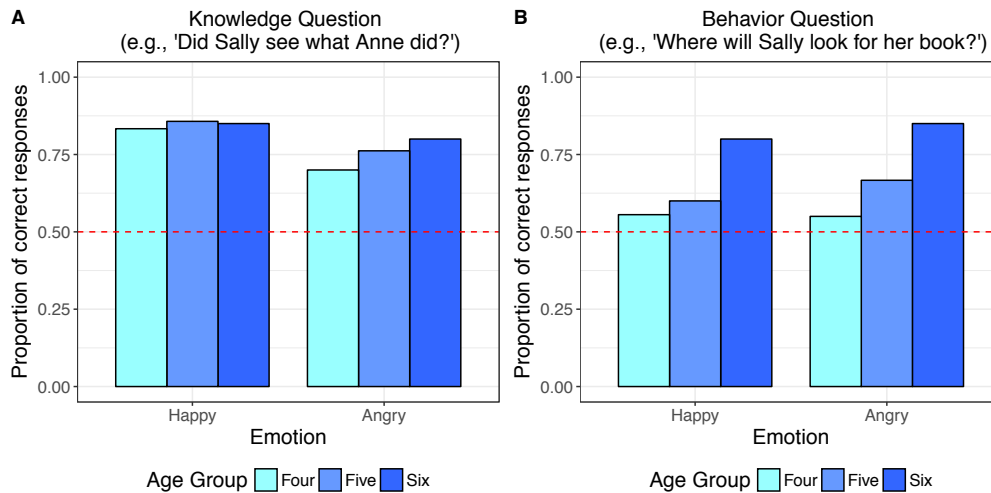 A
Knowledge Question
(e.g., 'Did Sally see what Anne did?')
Proportion of correct responses
1.00
0.75
0.50
0.25
0.00
Happy
Angry
Emotion
Age Group Four Five Six
B
Behavior Question
(e.g., 'Where will Sally look for her book?')
Proportion of correct responses
1.00
0.75
0.50
0.25
0.00
Happy
Angry
Emotion
Age Group Four Five Six